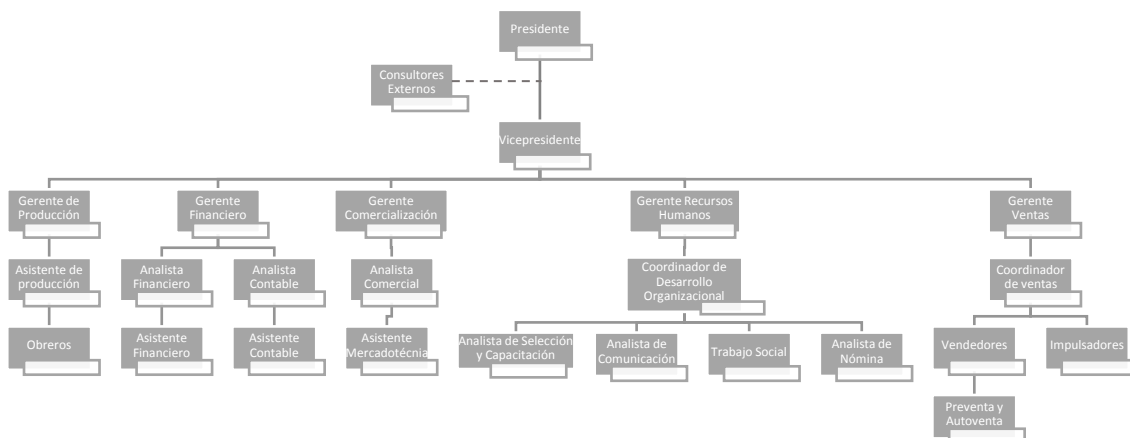 Presidente
Consultores
Externos
Vicepresidente
Gerente de
Producción
Gerente
Financiero
Gerente
Comercialización
Gerente Recursos
Humanos
Gerente
Ventas
Asistente de
producción
Analista
Financiero
Analista
Contable
Analista
Comercial
Coordinador de
Desarrollo
Organizacional
Coordinador
de ventas
Obreros
Asistente
Financiero
Asistente
Contable
Asistente
Mercadotécnia
Analista de Selección
y Capacitación
Analista de
Comunicación
Trabajo Social
Analista de
Nómina
Vendedores
Impulsadores
Preventa y
Autoventa